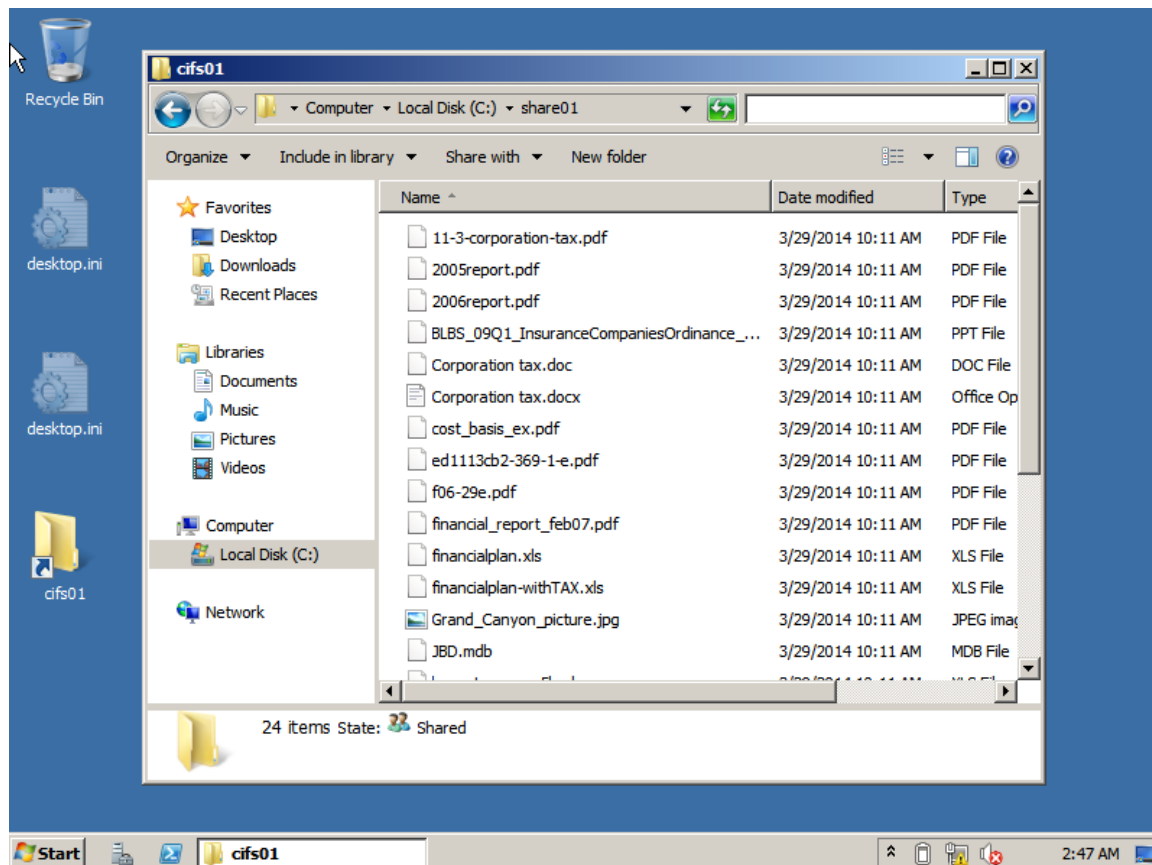 Recycle Bin
desktop.ini
desktop.ini
cifs01
cifs01
Computer Local Disk (C:) share01
Organize Include in library Share with New folder
Favorites
Desktop
Downloads
Recent Places
Libraries
Documents
Music
Pictures
Videos
Computer
Local Disk (C:)
Network
Name Date modified Type
11-3-corporation-tax.pdf 3/29/2014 10:11 AM PDF File
2005report.pdf 3/29/2014 10:11 AM PDF File
2006report.pdf 3/29/2014 10:11 AM PDF File
BLBS_09Q1_InsuranceCompaniesOrdinance_... 3/29/2014 10:11 AM PPT File
Corporation tax.doc 3/29/2014 10:11 AM DOC File
Corporation tax.docx 3/29/2014 10:11 AM Office Op
cost_basis_ex.pdf 3/29/2014 10:11 AM PDF File
ed1113cb2-369-1-e.pdf 3/29/2014 10:11 AM PDF File
f06-29e.pdf 3/29/2014 10:11 AM PDF File
financial_report_feb07.pdf 3/29/2014 10:11 AM PDF File
financialplan.xls 3/29/2014 10:11 AM XLS File
financialplan-withTAX.xls 3/29/2014 10:11 AM XLS File
Grand_Canyon_picture.jpg 3/29/2014 10:11 AM JPEG imag
JBD.mdb 3/29/2014 10:11 AM MDB File
24 items State: Shared
Start cifs01 2:47 AM